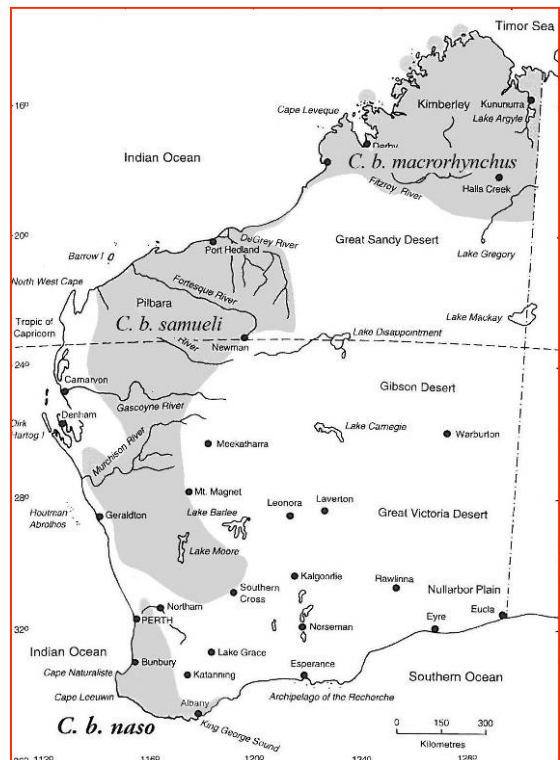 Timor Sea
16°
Kimberley
Kununurra
Lake Argyle
Cape Leveque
Indian Ocean
Derby
C. b. macrorhynchus
Fitzroy River
Halls Creek
20°
DeGrey River
Port Hedland
Great Sandy Desert
Lake Gregory
Barrow I
North West Cape
Fortesque River
Pilbara
C. b. samueli
Lake Mackay
Tropic of
Capricorn
River
Newman
Lake Disappointment
24°
Carnarvon
Gascoyne River
Gibson Desert
Denham
Dirk
Hartog I
Murchison River
Meekatharra
Lake Carnegie
Warburton
28°
Mt. Magnet
Leonora
Laverton
Houtman
Abrolhos
Geraldton
Lake Barlee
Great Victoria Desert
Lake Moore
Kalgoorlie
Rawlinna
Nullarbor Plain
Southern
Cross
Northam
PERTH
Norseman
Eyre
Eucla
32°
Indian Ocean
Lake Grace
Bunbury
Cape Naturaliste
Katanning
Esperance
Southern Ocean
Cape Leeuwin
Albany
Archipelago of the Recherche
C. b. naso
King George Sound
0 150 300
Kilometres
112° 116° 120° 124° 128°